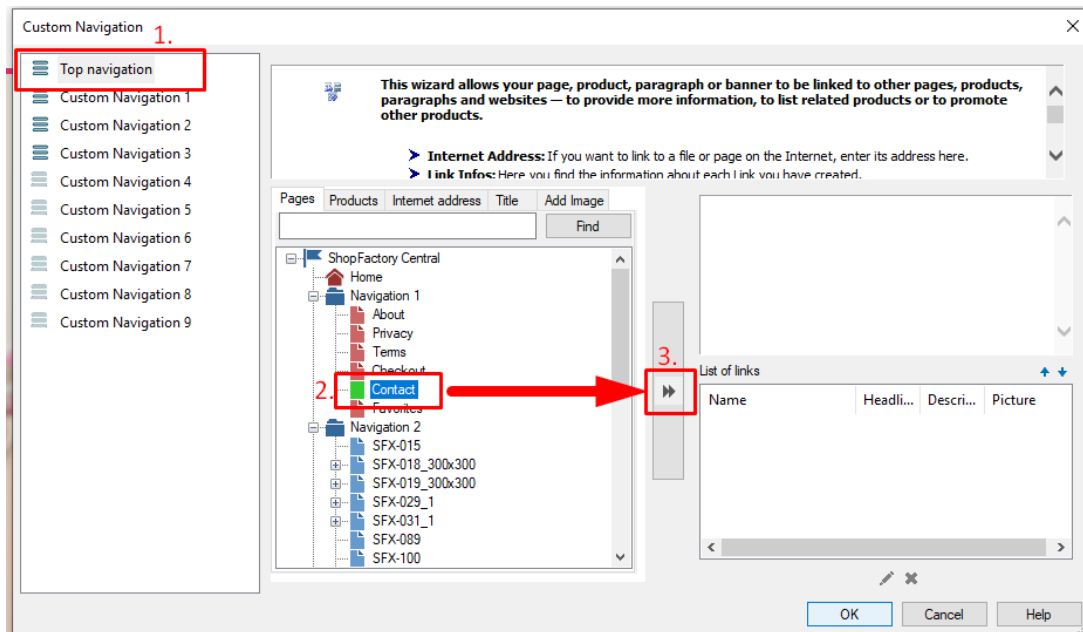 Custom Navigation
1.
Top navigation
Custom Navigation 1
Custom Navigation 2
Custom Navigation 3
Custom Navigation 4
Custom Navigation 5
Custom Navigation 6
Custom Navigation 7
Custom Navigation 8
Custom Navigation 9
This wizard allows your page, product, paragraph or banner to be linked to other pages, products,
paragraphs and websites — to provide more information, to list related products or to promote
other products.
Internet Address: If you want to link to a file or page on the Internet, enter its address here.
Link Infos: Here you find the information about each Link you have created.
Pages Products Internet address Title Add Image
Find
ShopFactory Central
Home
Navigation 1
About
Privacy
Terms
Checkout
2.
Contact
Favorites
Navigation 2
SFX-015
SFX-018_300x300
SFX-019_300x300
SFX-029_1
SFX-031_1
SFX-089
SFX-100
3.
List of links
Name Headli... Descri... Picture
OK Cancel Help